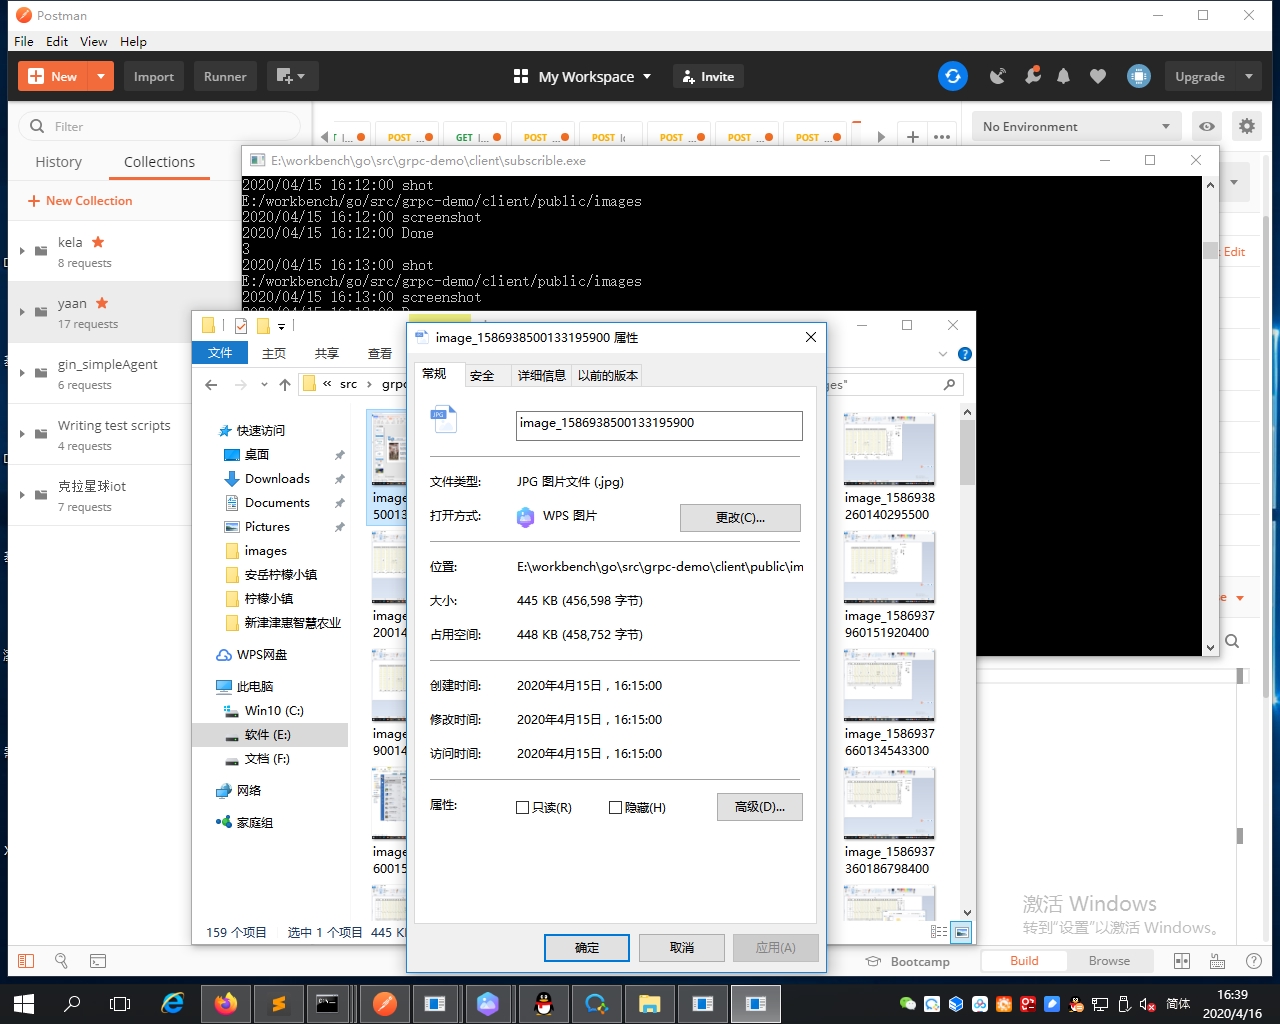 Postman
File Edit View Help
New Import Runner My Workspace Invite Upgrade
Filter
POST ... GET POST ... POST POST ... POST ... POST ...
No Environment
History Collections
E:\workbench\go\src\grpc-demo\client\subscrible.exe
New Collection
kela
8 requests
yaan
17 requests
gin_simpleAgent
6 requests
Writing test scripts
4 requests
克拉星球iot
7 requests
2020/04/15 16:12:00 shot
E:/workbench/go/src/grpc-demo/client/public/images
2020/04/15 16:12:00 screenshot
2020/04/15 16:12:00 Done
3
2020/04/15 16:13:00 shot
E:/workbench/go/src/grpc-demo/client/public/images
2020/04/15 16:13:00 screenshot
Edit
文件 主页 共享 查看
« src › grpc
es"
快速访问
桌面
Downloads
Documents
Pictures
images
安岳柠檬小镇
柠檬小镇
新津津惠智慧农业
WPS网盘
此电脑
Win10 (C:)
软件 (E:)
文档 (F:)
网络
家庭组
image
50013
image
20014
image
90014
image
60015
image_1586938
260140295500
image_1586937
960151920400
image_1586937
660134543300
image_1586937
360186798400
159 个项目 选中 1 个项目 445 K
image_1586938500133195900 属性
常规 安全 详细信息 以前的版本
JPG
image_1586938500133195900
文件类型: JPG 图片文件 (.jpg)
打开方式: WPS 图片 更改(C)...
位置: E:\workbench\go\src\grpc-demo\client\public\im
大小: 445 KB (456,598 字节)
占用空间: 448 KB (458,752 字节)
创建时间: 2020年4月15日，16:15:00
修改时间: 2020年4月15日，16:15:00
访问时间: 2020年4月15日，16:15:00
属性: 只读(R) 隐藏(H) 高级(D)...
确定 取消 应用(A)
激活 Windows
转到"设置"以激活 Windows。
Bootcamp Build Browse
简体
16:39
2020/4/16